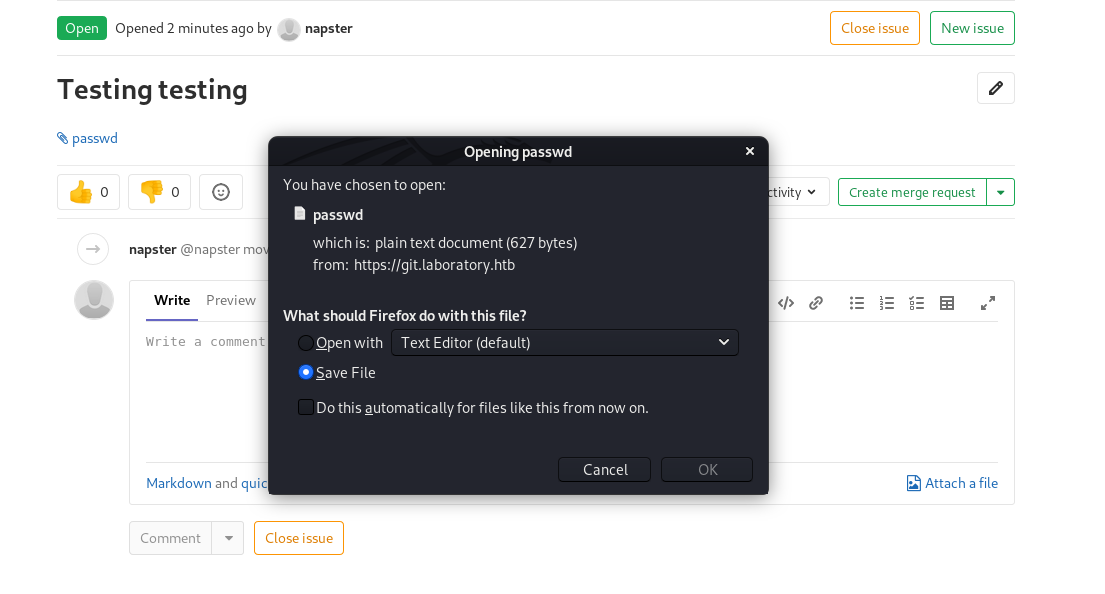 Open Opened 2 minutes ago by napster Close issue New issue
Testing testing
passwd
Opening passwd
You have chosen to open:
passwd
which is: plain text document (627 bytes)
from: https://git.laboratory.htb
What should Firefox do with this file?
Open with Text Editor (default)
Save File
Do this automatically for files like this from now on.
Cancel OK
0 0 Create merge request
napster @napster
Write Preview
Write a comment
Markdown and Attach a file
Comment Close issue